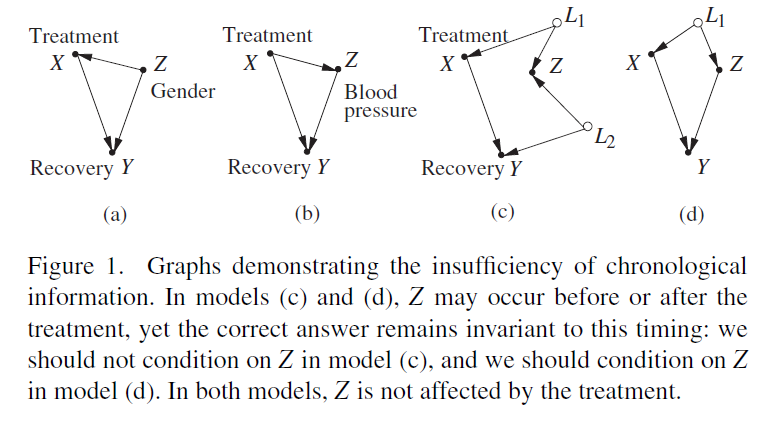 Treatment
X
Z
Gender
Recovery Y
(a)
Treatment
X
Z
Blood
pressure
Recovery Y
(b)
Treatment
X
L1
Z
L2
Recovery Y
(c)
L1
X
Z
Y
(d)
Figure 1. Graphs demonstrating the insufficiency of chronological
information. In models (c) and (d), Z may occur before or after the
treatment, yet the correct answer remains invariant to this timing: we
should not condition on Z in model (c), and we should condition on Z
in model (d). In both models, Z is not affected by the treatment.